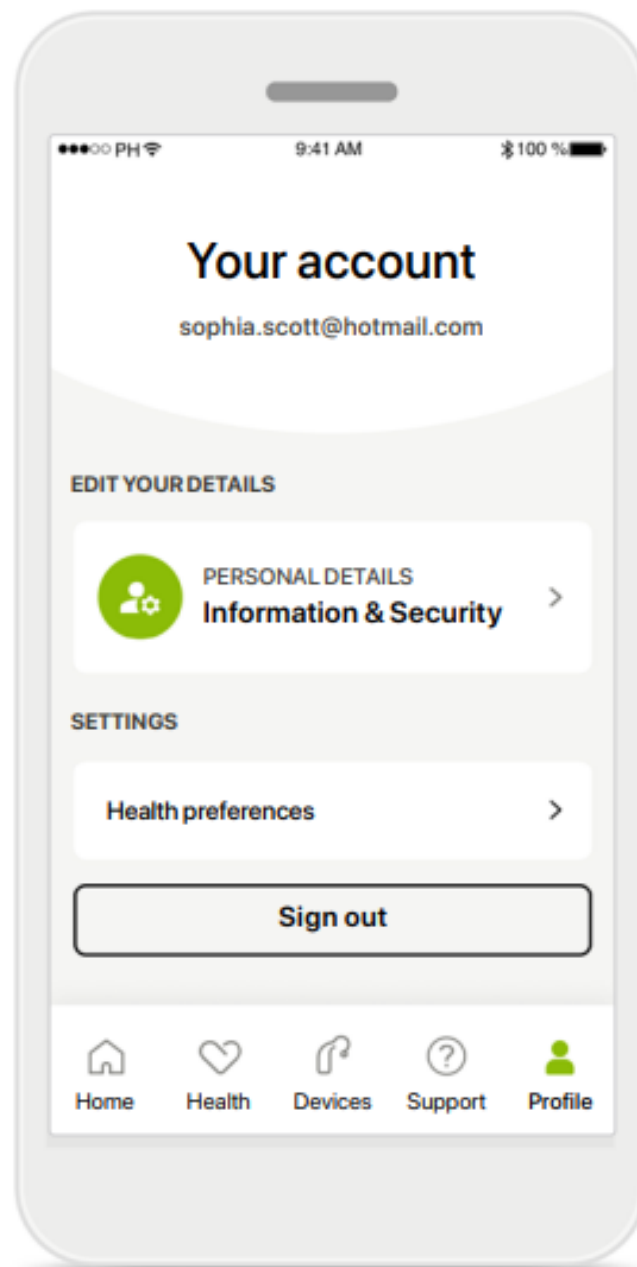 PH 9:41 AM 100 %
Your account
sophia.scott@hotmail.com
EDIT YOUR DETAILS
PERSONAL DETAILS
Information & Security
SETTINGS
Health preferences
Sign out
Home Health Devices Support Profile